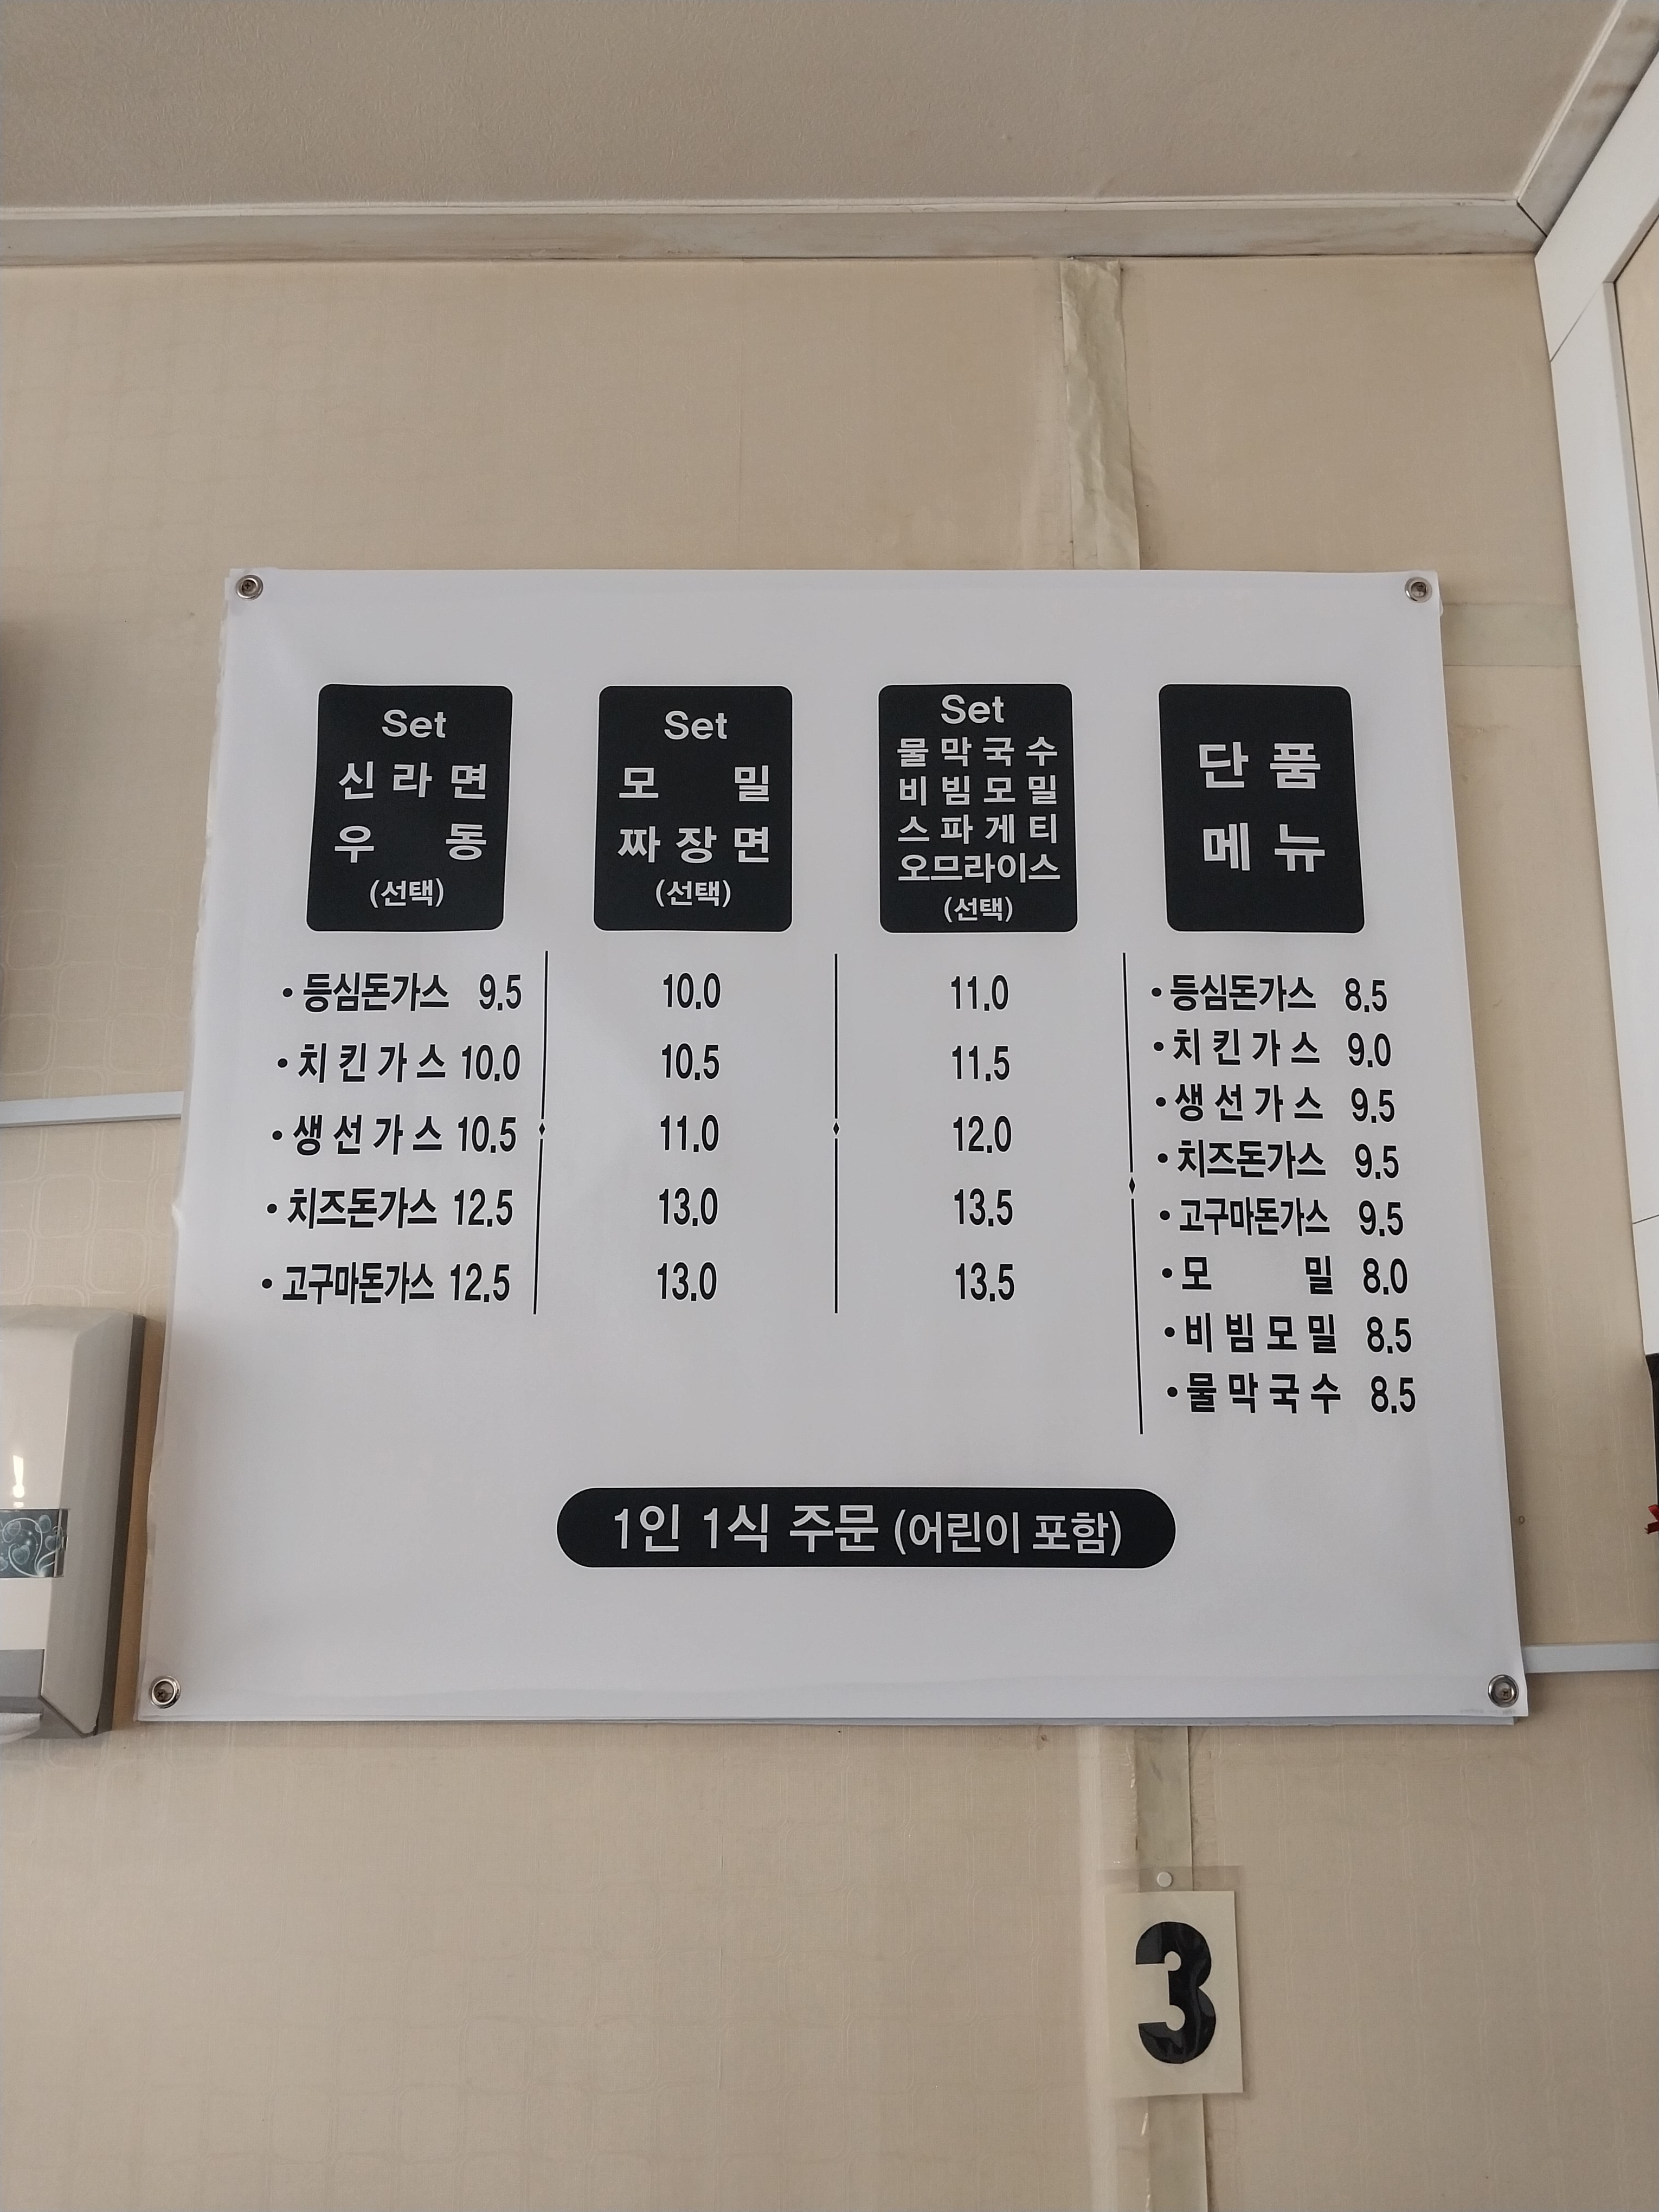 Set
신라면
우동
(선택)
Set
모밀
짜장면
(선택)
Set
물막국수
비빔모밀
스파게티
오므라이스
(선택)
단품
메뉴
• 등심돈가스 9.5 10.0 11.0
• 치킨가스 10.0 10.5 11.5
• 생선가스 10.5 11.0 12.0
• 치즈돈가스 12.5 13.0 13.5
• 고구마돈가스 12.5 13.0 13.5
• 등심돈가스 8.5
• 치킨가스 9.0
• 생선가스 9.5
• 치즈돈가스 9.5
• 고구마돈가스 9.5
• 모밀 8.0
• 비빔모밀 8.5
• 물막국수 8.5
1인 1식 주문 (어린이 포함)
3